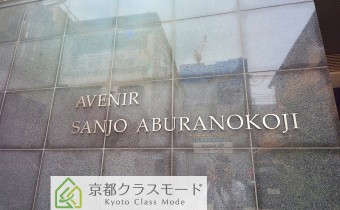 AVENIR
SANJO ABURANOKOJI
京都クラスモード
Kyoto Class Mode